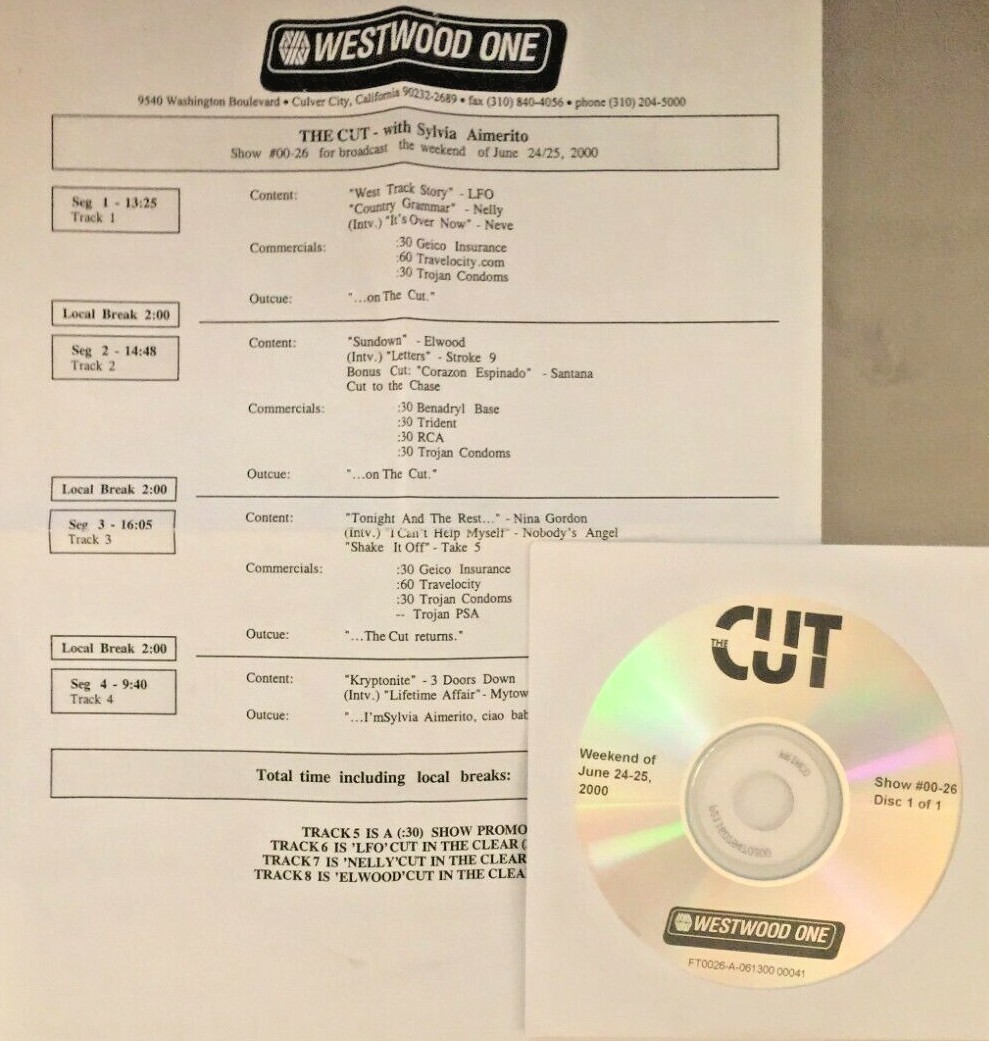 WESTWOOD ONE
9540 Washington Boulevard • Culver City, California 90232-2689 • fax (310) 840-4056 • phone (310) 204-5000
THE CUT - with Sylvia Aimerito
Show #00-26 for broadcast the weekend of June 24/25, 2000
Seg 1 - 13:25
Track 1
Content:
"West Track Story" - LFO
"Country Grammar" - Nelly
(Intv.) "It's Over Now" - Neve
Commercials:
:30 Geico Insurance
:60 Travelocity.com
:30 Trojan Condoms
Outcue:
"...on The Cut."
Local Break 2:00
Seg 2 - 14:48
Track 2
Content:
"Sundown" - Elwood
(Intv.) "Letters" - Stroke 9
Bonus Cut: "Corazon Espinado" - Santana
Cut to the Chase
Commercials:
:30 Benadryl Base
:30 Trident
:30 RCA
:30 Trojan Condoms
Outcue:
"...on The Cut."
Local Break 2:00
Seg 3 - 16:05
Track 3
Content:
"Tonight And The Rest..." - Nina Gordon
(Intv.) "I Can't Help Myself" - Nobody's Angel
"Shake It Off" - Take 5
Commercials:
:30 Geico Insurance
:60 Travelocity
:30 Trojan Condoms
-- Trojan PSA
Outcue:
"...The Cut returns."
Local Break 2:00
Seg 4 - 9:40
Track 4
Content:
"Kryptonite" - 3 Doors Down
(Intv.) "Lifetime Affair" - Mytow
Outcue:
"...I'mSylvia Aimerito, ciao bab
Total time including local breaks:
TRACK 5 IS A (:30) SHOW PROMO
TRACK 6 IS 'LFO' CUT IN THE CLEAR (
TRACK 7 IS 'NELLY' CUT IN THE CLEAR
TRACK 8 IS 'ELWOOD' CUT IN THE CLEA
THE CUT
Weekend of
June 24-25,
2000
Show #00-26
Disc 1 of 1
WESTWOOD ONE
FT0026-A-061300 00041